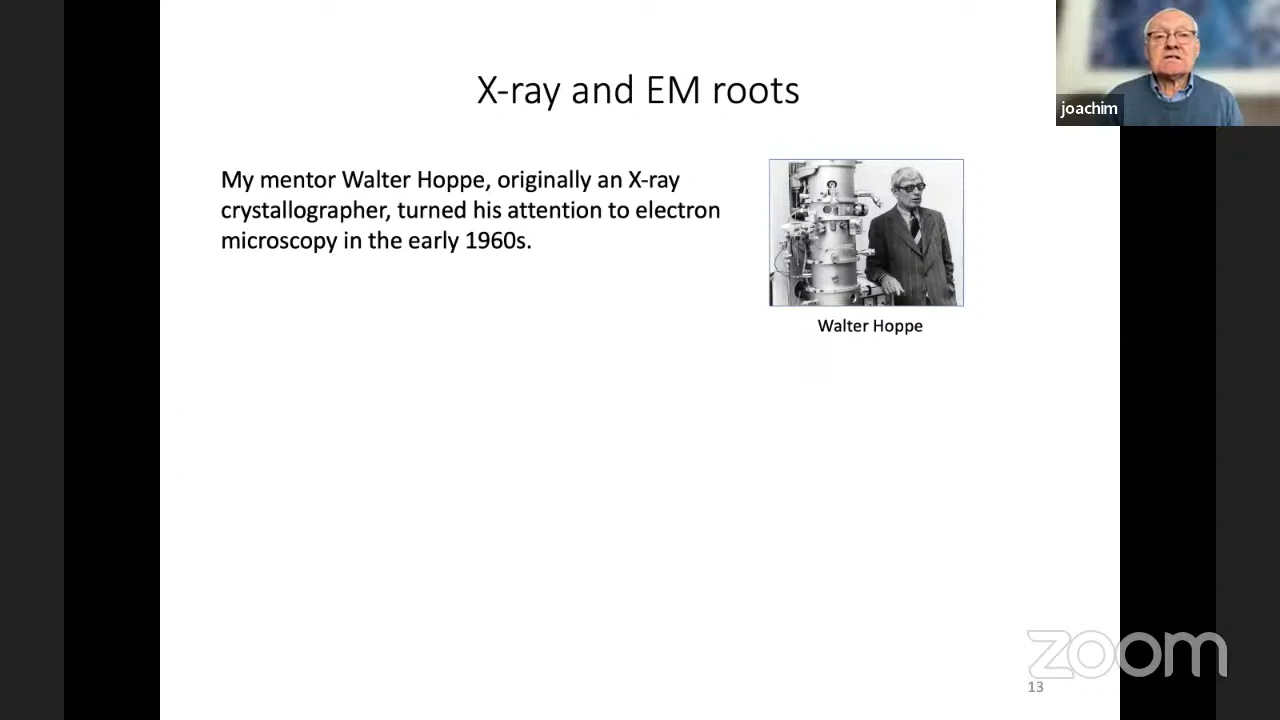 X-ray and EM roots
joachim
My mentor Walter Hoppe, originally an X-ray
crystallographer, turned his attention to electron
microscopy in the early 1960s.
Walter Hoppe
zoom
13